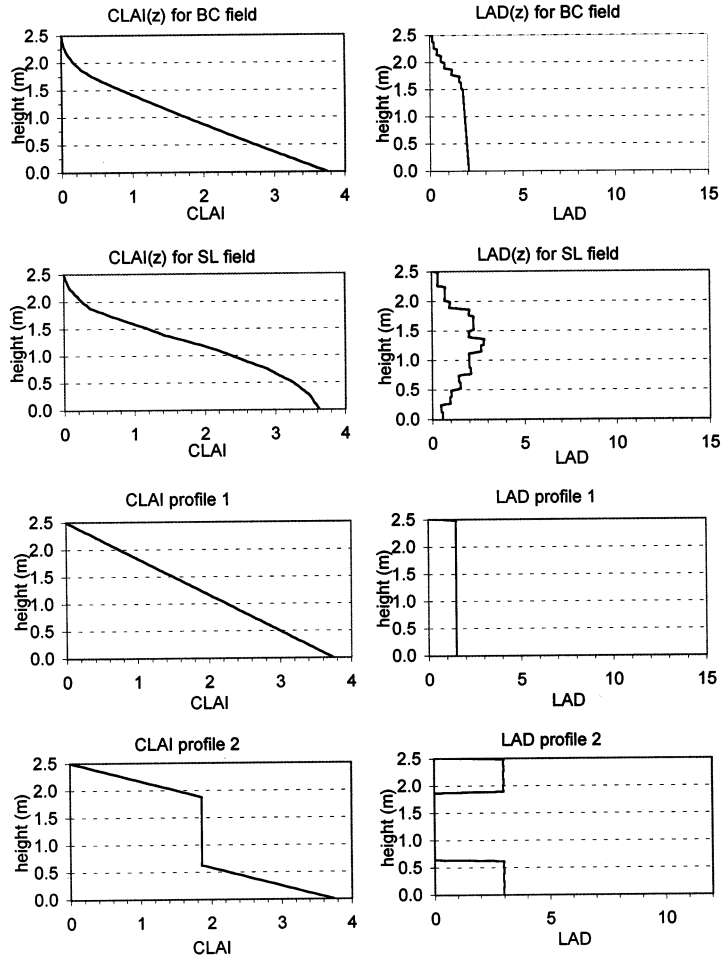 CLAI(z) for BC field
height (m)
2.5
2.0
1.5
1.0
0.5
0.0
0 1 2 3 4
CLAI
LAD(z) for BC field
height (m)
2.5
2.0
1.5
1.0
0.5
0.0
0 5 10 15
LAD
CLAI(z) for SL field
height (m)
2.5
2.0
1.5
1.0
0.5
0.0
0 1 2 3 4
CLAI
LAD(z) for SL field
height (m)
2.5
2.0
1.5
1.0
0.5
0.0
0 5 10 15
LAD
CLAI profile 1
height (m)
2.5
2.0
1.5
1.0
0.5
0.0
0 1 2 3 4
CLAI
LAD profile 1
height (m)
2.5
2.0
1.5
1.0
0.5
0.0
0 5 10 15
LAD
CLAI profile 2
height (m)
2.5
2.0
1.5
1.0
0.5
0.0
0 1 2 3 4
CLAI
LAD profile 2
height (m)
2.5
2.0
1.5
1.0
0.5
0.0
0 5 10
LAD